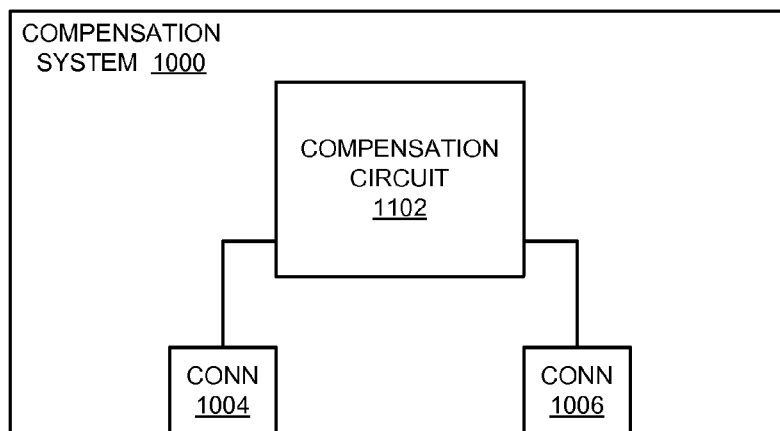 COMPENSATION
SYSTEM 1000
COMPENSATION
CIRCUIT
1102
CONN
1004
CONN
1006